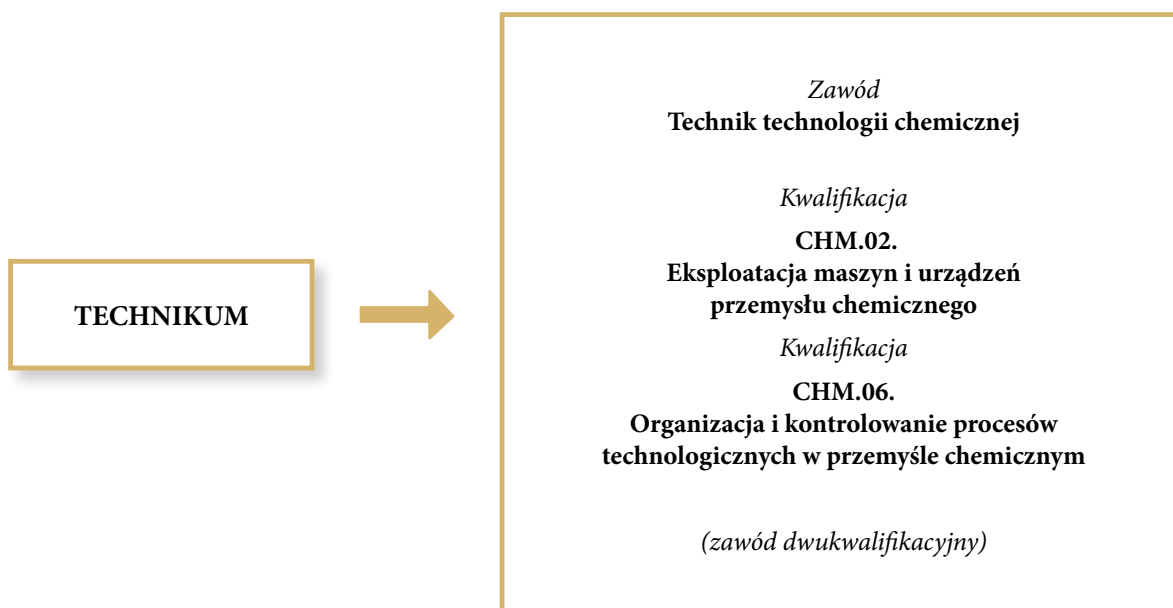 TECHNIKUM
Zawód
Technik technologii chemicznej
Kwalifikacja
CHM.02.
Eksploatacja maszyn i urządzeń
przemysłu chemicznego
Kwalifikacja
CHM.06.
Organizacja i kontrolowanie procesów
technologicznych w przemyśle chemicznym
(zawód dwukwalifikacyjny)